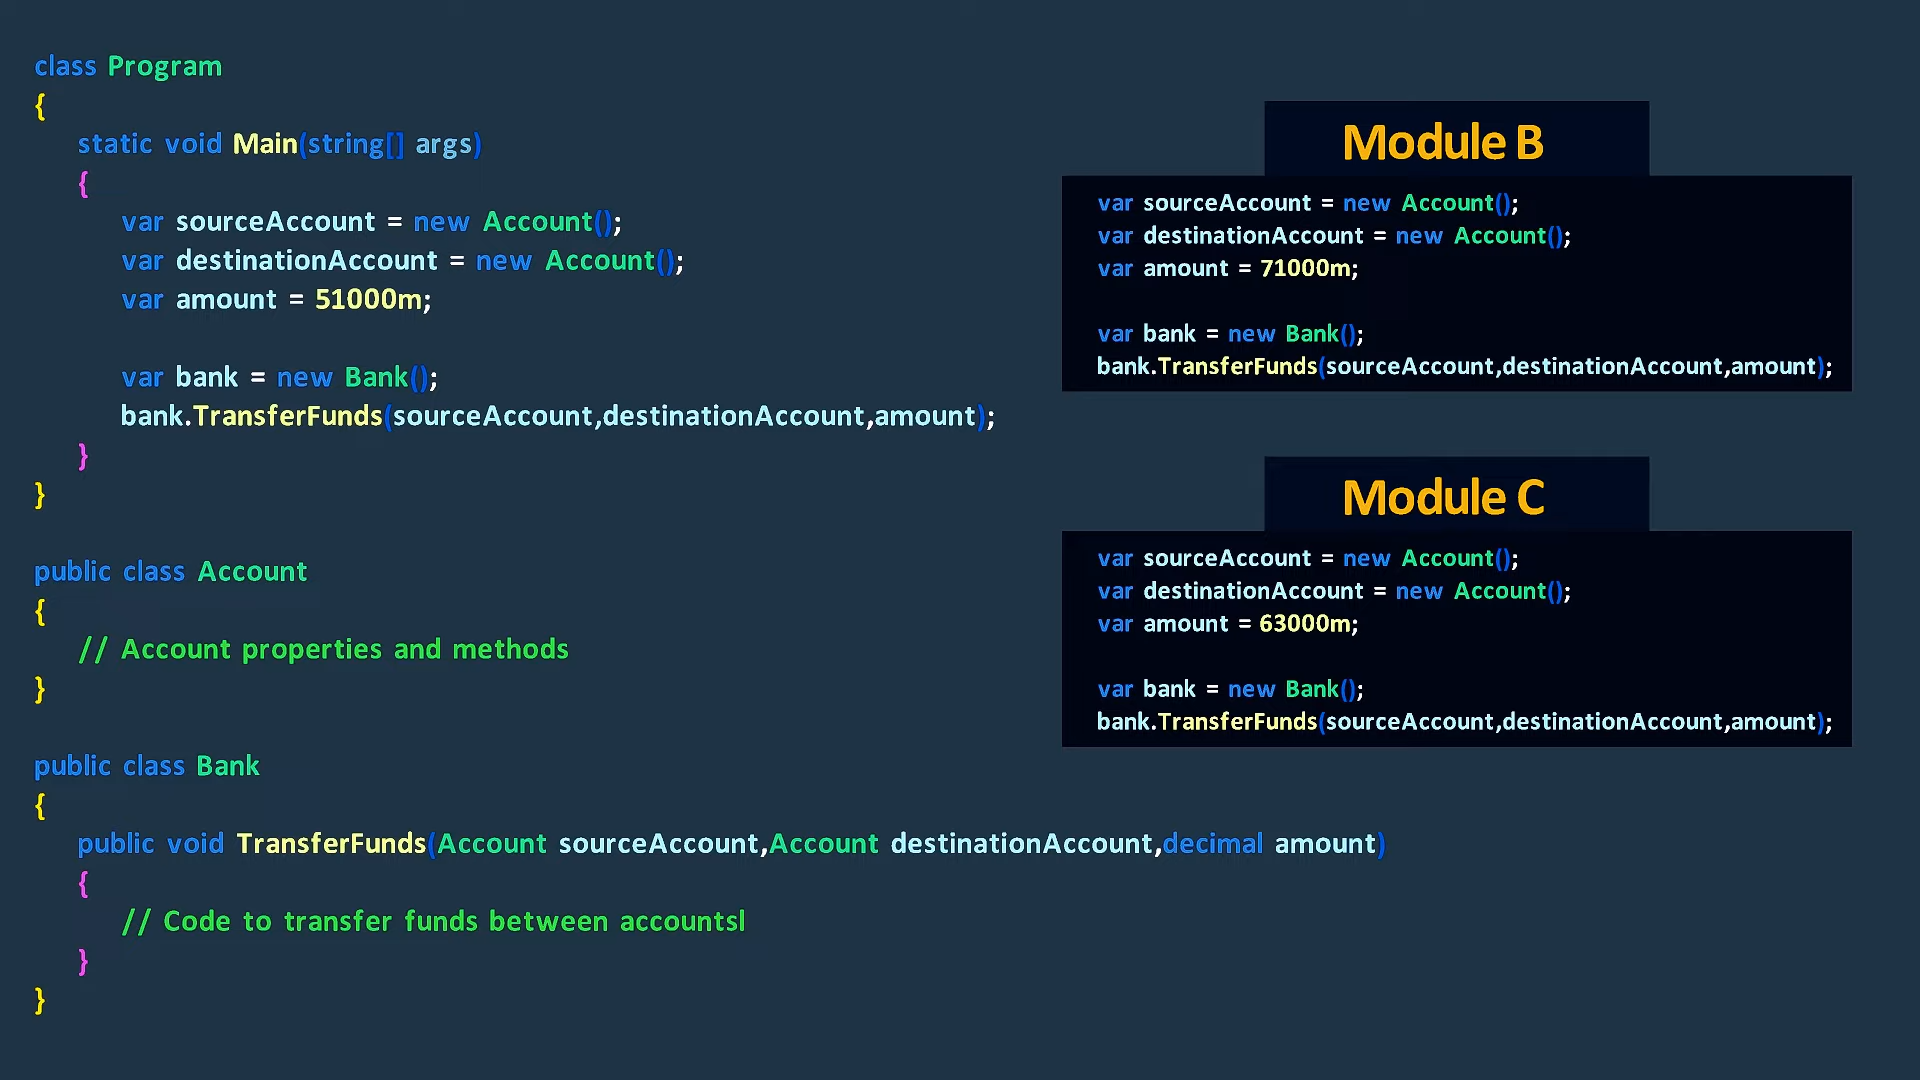 class Program
{
static void Main(string[] args)
{
var sourceAccount = new Account();
var destinationAccount = new Account();
var amount = 51000m;
var bank = new Bank();
bank.TransferFunds(sourceAccount,destinationAccount,amount);
}
}
public class Account
{
// Account properties and methods
}
public class Bank
{
public void TransferFunds(Account sourceAccount,Account destinationAccount,decimal amount)
{
// Code to transfer funds between accounts
}
}
Module B
var sourceAccount = new Account();
var destinationAccount = new Account();
var amount = 71000m;
var bank = new Bank();
bank.TransferFunds(sourceAccount,destinationAccount,amount);
Module C
var sourceAccount = new Account();
var destinationAccount = new Account();
var amount = 63000m;
var bank = new Bank();
bank.TransferFunds(sourceAccount,destinationAccount,amount);